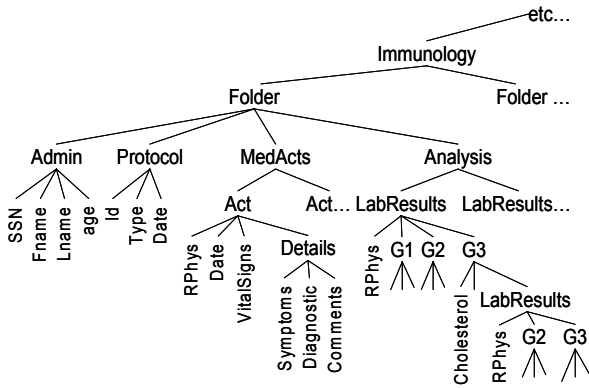 etc...
Immunology
Folder Folder ...
Admin Protocol MedActs Analysis
SSN Fname Lname age Id Type Date Act Act... LabResults LabResults...
RPhys Date VitalSigns Details RPhys G1 G2 G3
Symptoms Diagnostic Comments Cholesterol LabResults
RPhys G2 G3